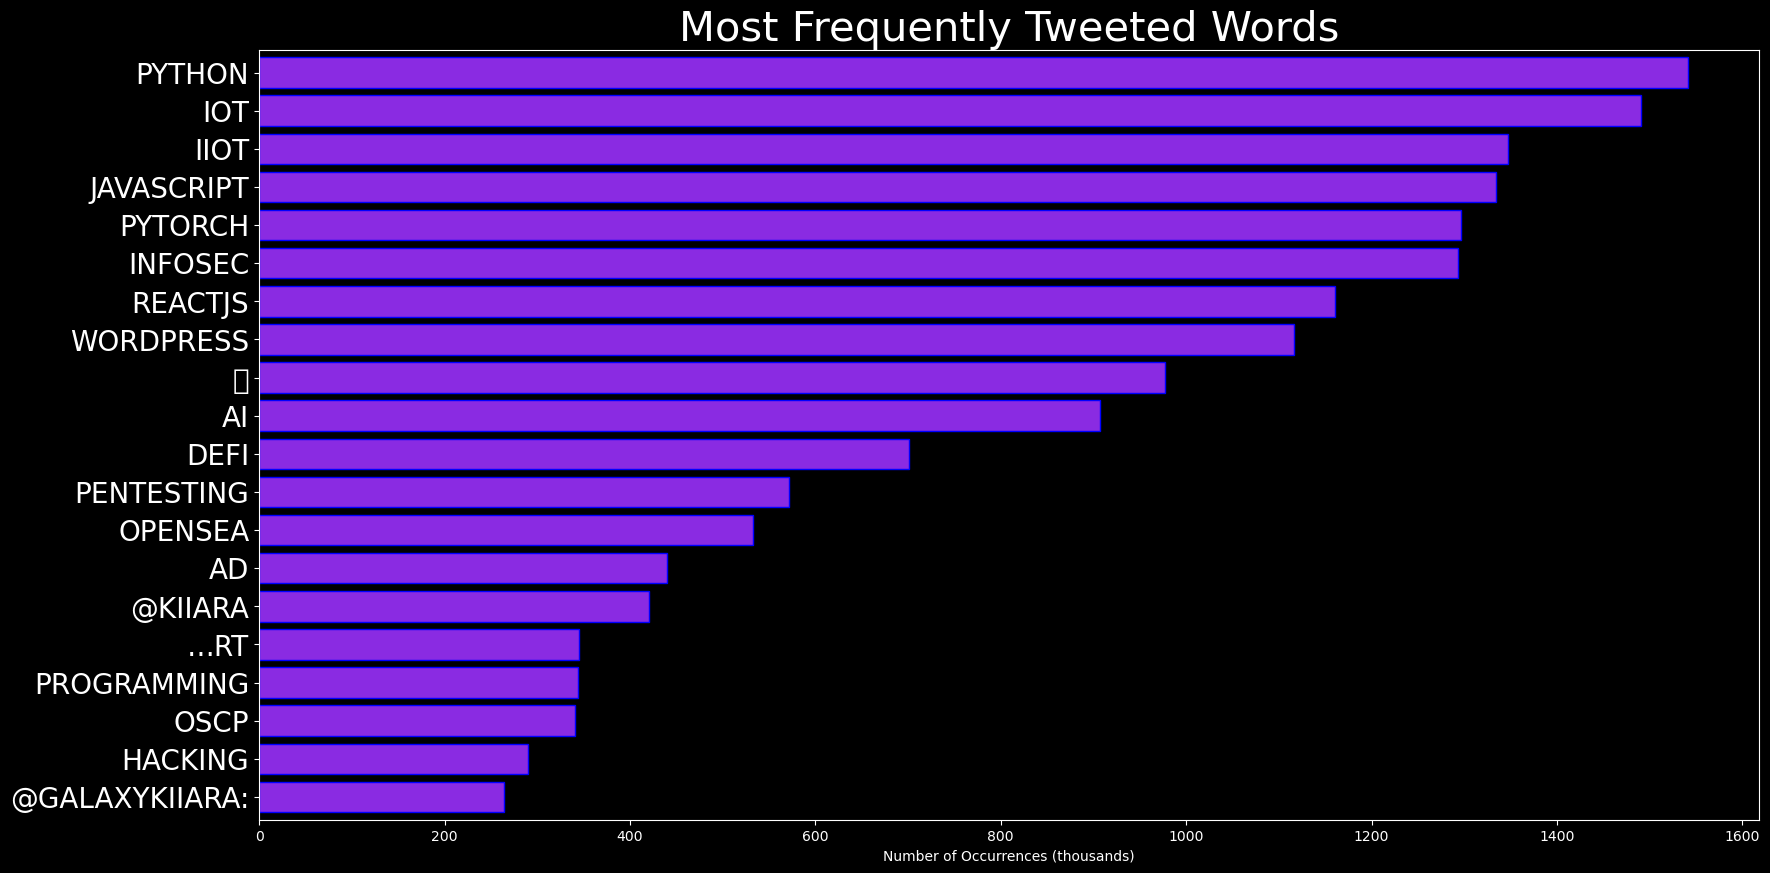 Most Frequently Tweeted Words
PYTHON
IOT
IIOT
JAVASCRIPT
PYTORCH
INFOSEC
REACTJS
WORDPRESS
AI
DEFI
PENTESTING
OPENSEA
AD
@KIIARA
...RT
PROGRAMMING
OSCP
HACKING
@GALAXYKIIARA:
0 200 400 600 800 1000 1200 1400 1600
Number of Occurrences (thousands)